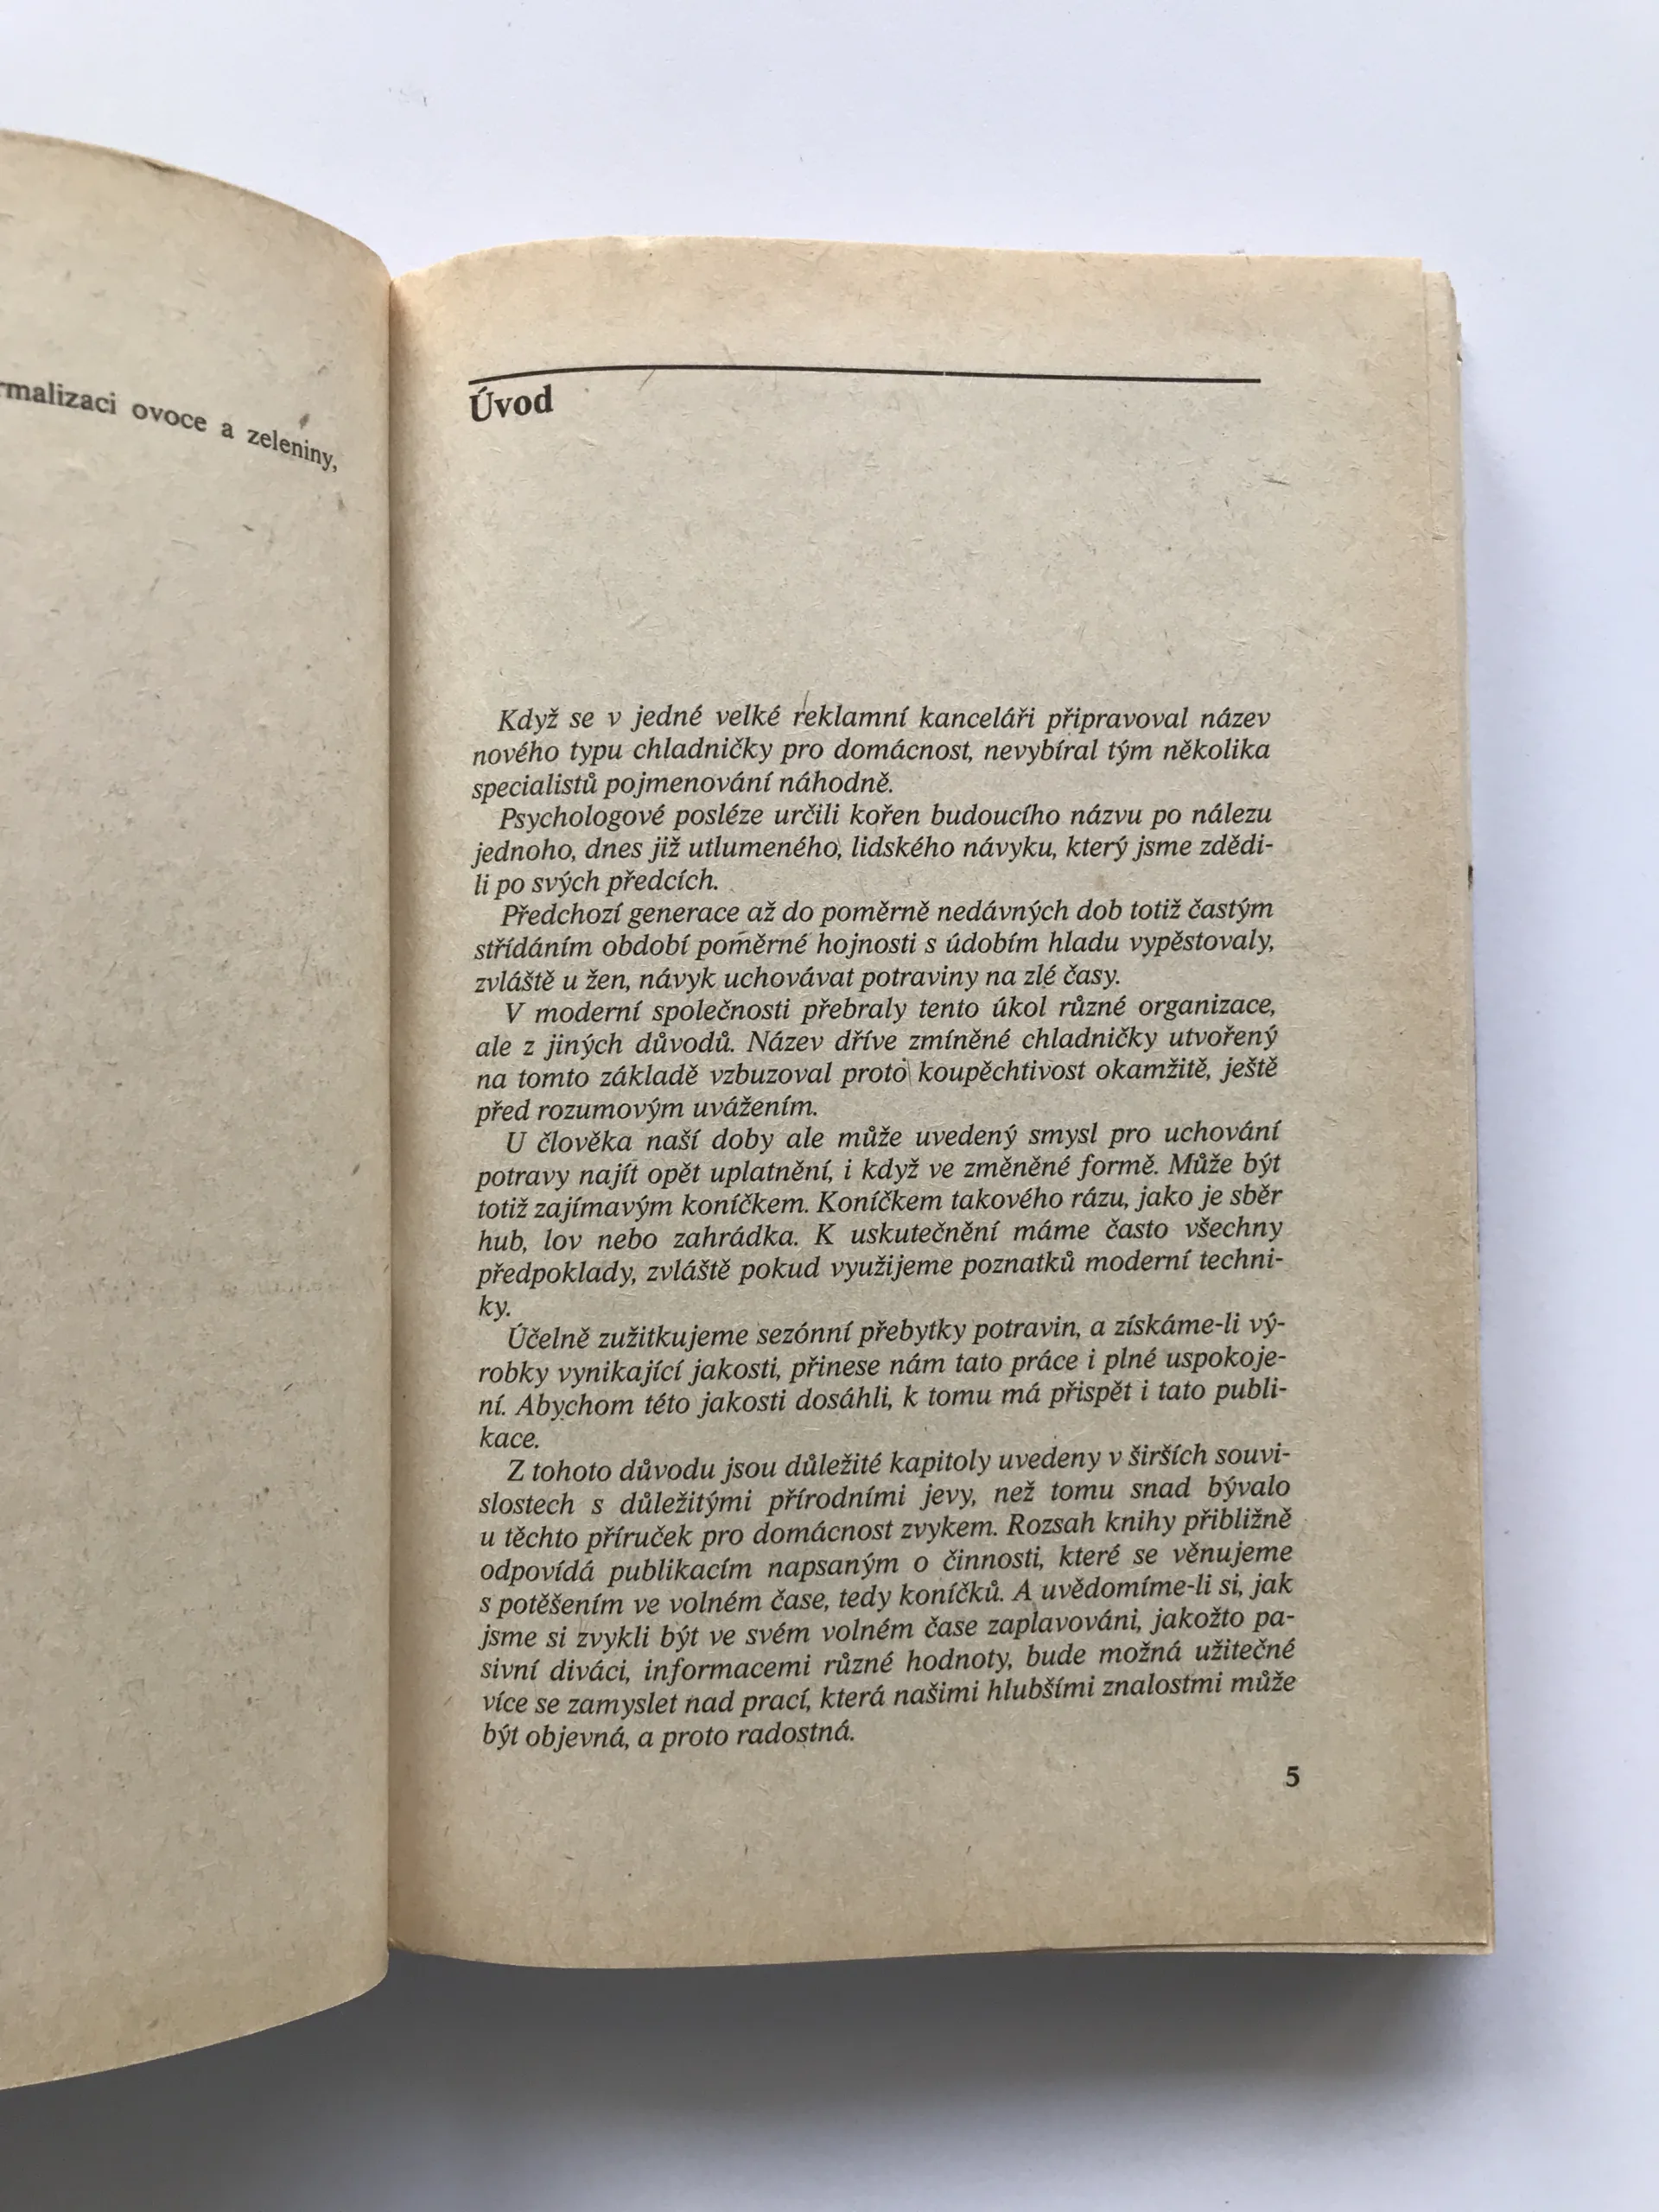 rmalizaci ovoce a zeleniny,
Úvod
Když se v jedné velké reklamní kanceláři připravoval název
nového typu chladničky pro domácnost, nevybíral tým několika
specialistů pojmenování náhodně.
Psychologové posléze určili kořen budoucího názvu po nálezu
jednoho, dnes již utlumeného, lidského návyku, který jsme zdědi-
li po svých předcích.
Předchozí generace až do poměrně nedávných dob totiž častým
střídáním období poměrné hojnosti s údobím hladu vypěstovaly,
zvláště u žen, návyk uchovávat potraviny na zlé časy.
V moderní společnosti přebraly tento úkol různé organizace,
ale z jiných důvodů. Název dříve zmíněné chladničky utvořený
na tomto základě vzbuzoval proto koupěchtivost okamžitě, ještě
před rozumovým uvážením.
U člověka naší doby ale může uvedený smysl pro uchování
potravy najít opět uplatnění, i když ve změněné formě. Může být
totiž zajímavým koníčkem. Koníčkem takového rázu, jako je sběr
hub, lov nebo zahrádka. K uskutečnění máme často všechny
předpoklady, zvláště pokud využijeme poznatků moderní techni-
ky.
Účelně zužitkujeme sezónní přebytky potravin, a získáme-li vý-
robky vynikající jakosti, přinese nám tato práce i plné uspokoje-
ní. Abychom této jakosti dosáhli, k tomu má přispět i tato publi-
kace.
Z tohoto důvodu jsou důležité kapitoly uvedeny v širších souvi-
slostech s důležitými přírodními jevy, než tomu snad bývalo
u těchto příruček pro domácnost zvykem. Rozsah knihy přibližně
odpovídá publikacím napsaným o činnosti, které se věnujeme
s potěšením ve volném čase, tedy koníčků. A uvědomíme-li si, jak
jsme si zvykli být ve svém volném čase zaplavováni, jakožto pa-
sivní diváci, informacemi různé hodnoty, bude možná užitečné
více se zamyslet nad prací, která našimi hlubšími znalostmi může
být objevná, a proto radostná.
5